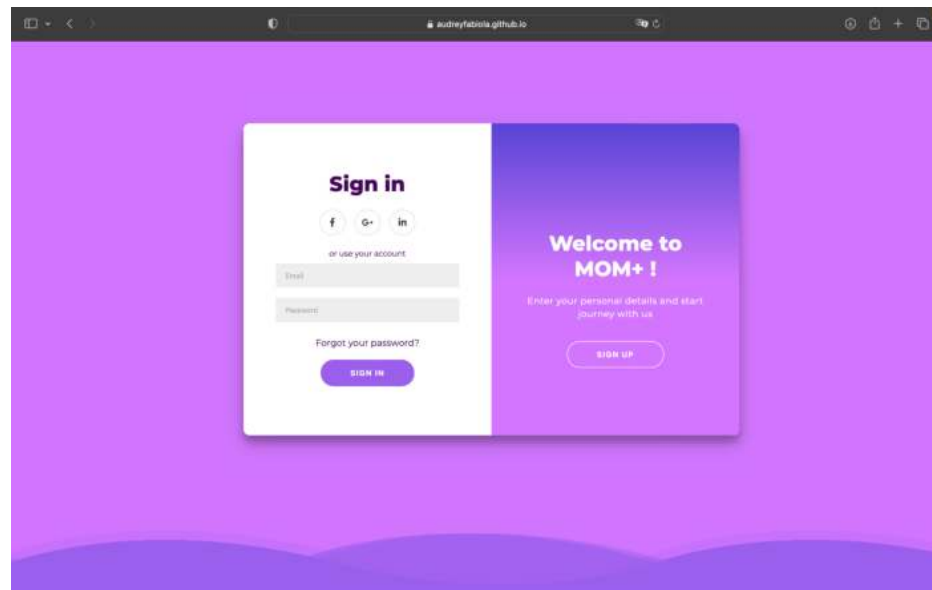 audreyfabiola.github.io
Sign in
f
G+
in
or use your account
Email
Password
Forgot your password?
SIGN IN
Welcome to
MOM+ !
Enter your personal details and start
journey with us
SIGN UP